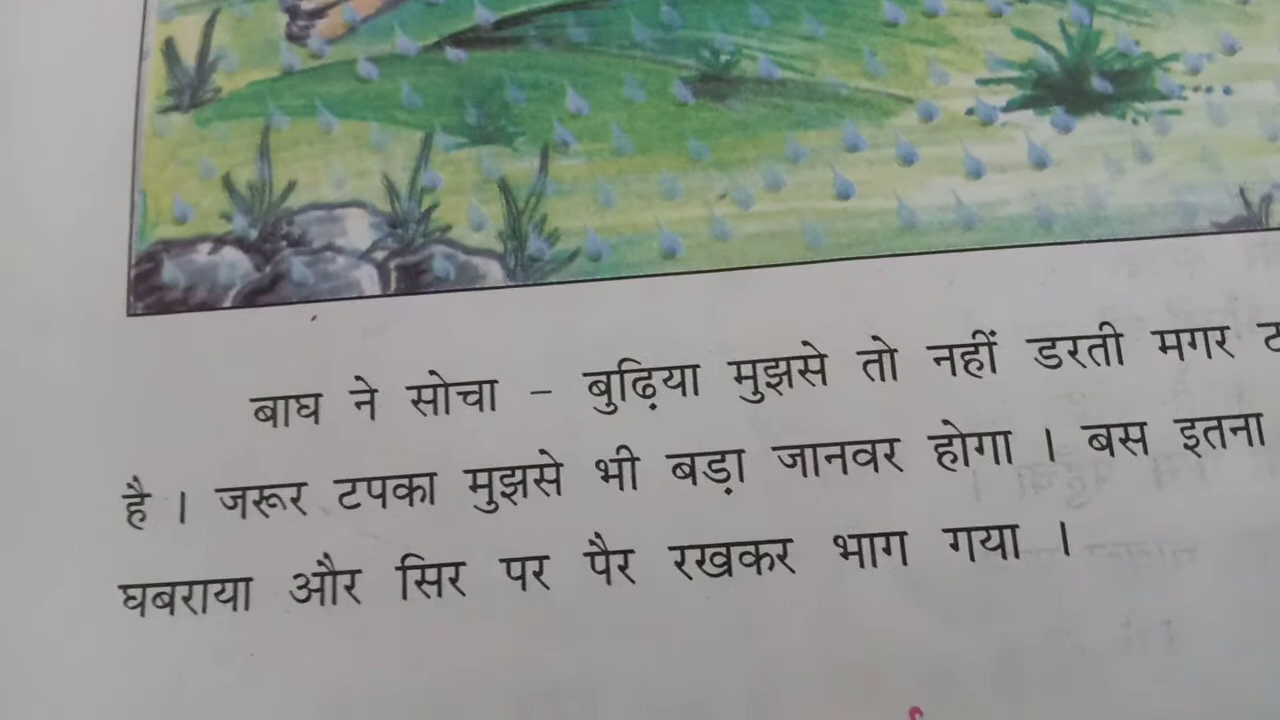 बाघ ने सोचा – बुढ़िया मुझसे तो नहीं डरती मगर
है । जरूर टपका मुझसे भी बड़ा जानवर होगा । बस इतना
घबराया और सिर पर पैर रखकर भाग गया ।